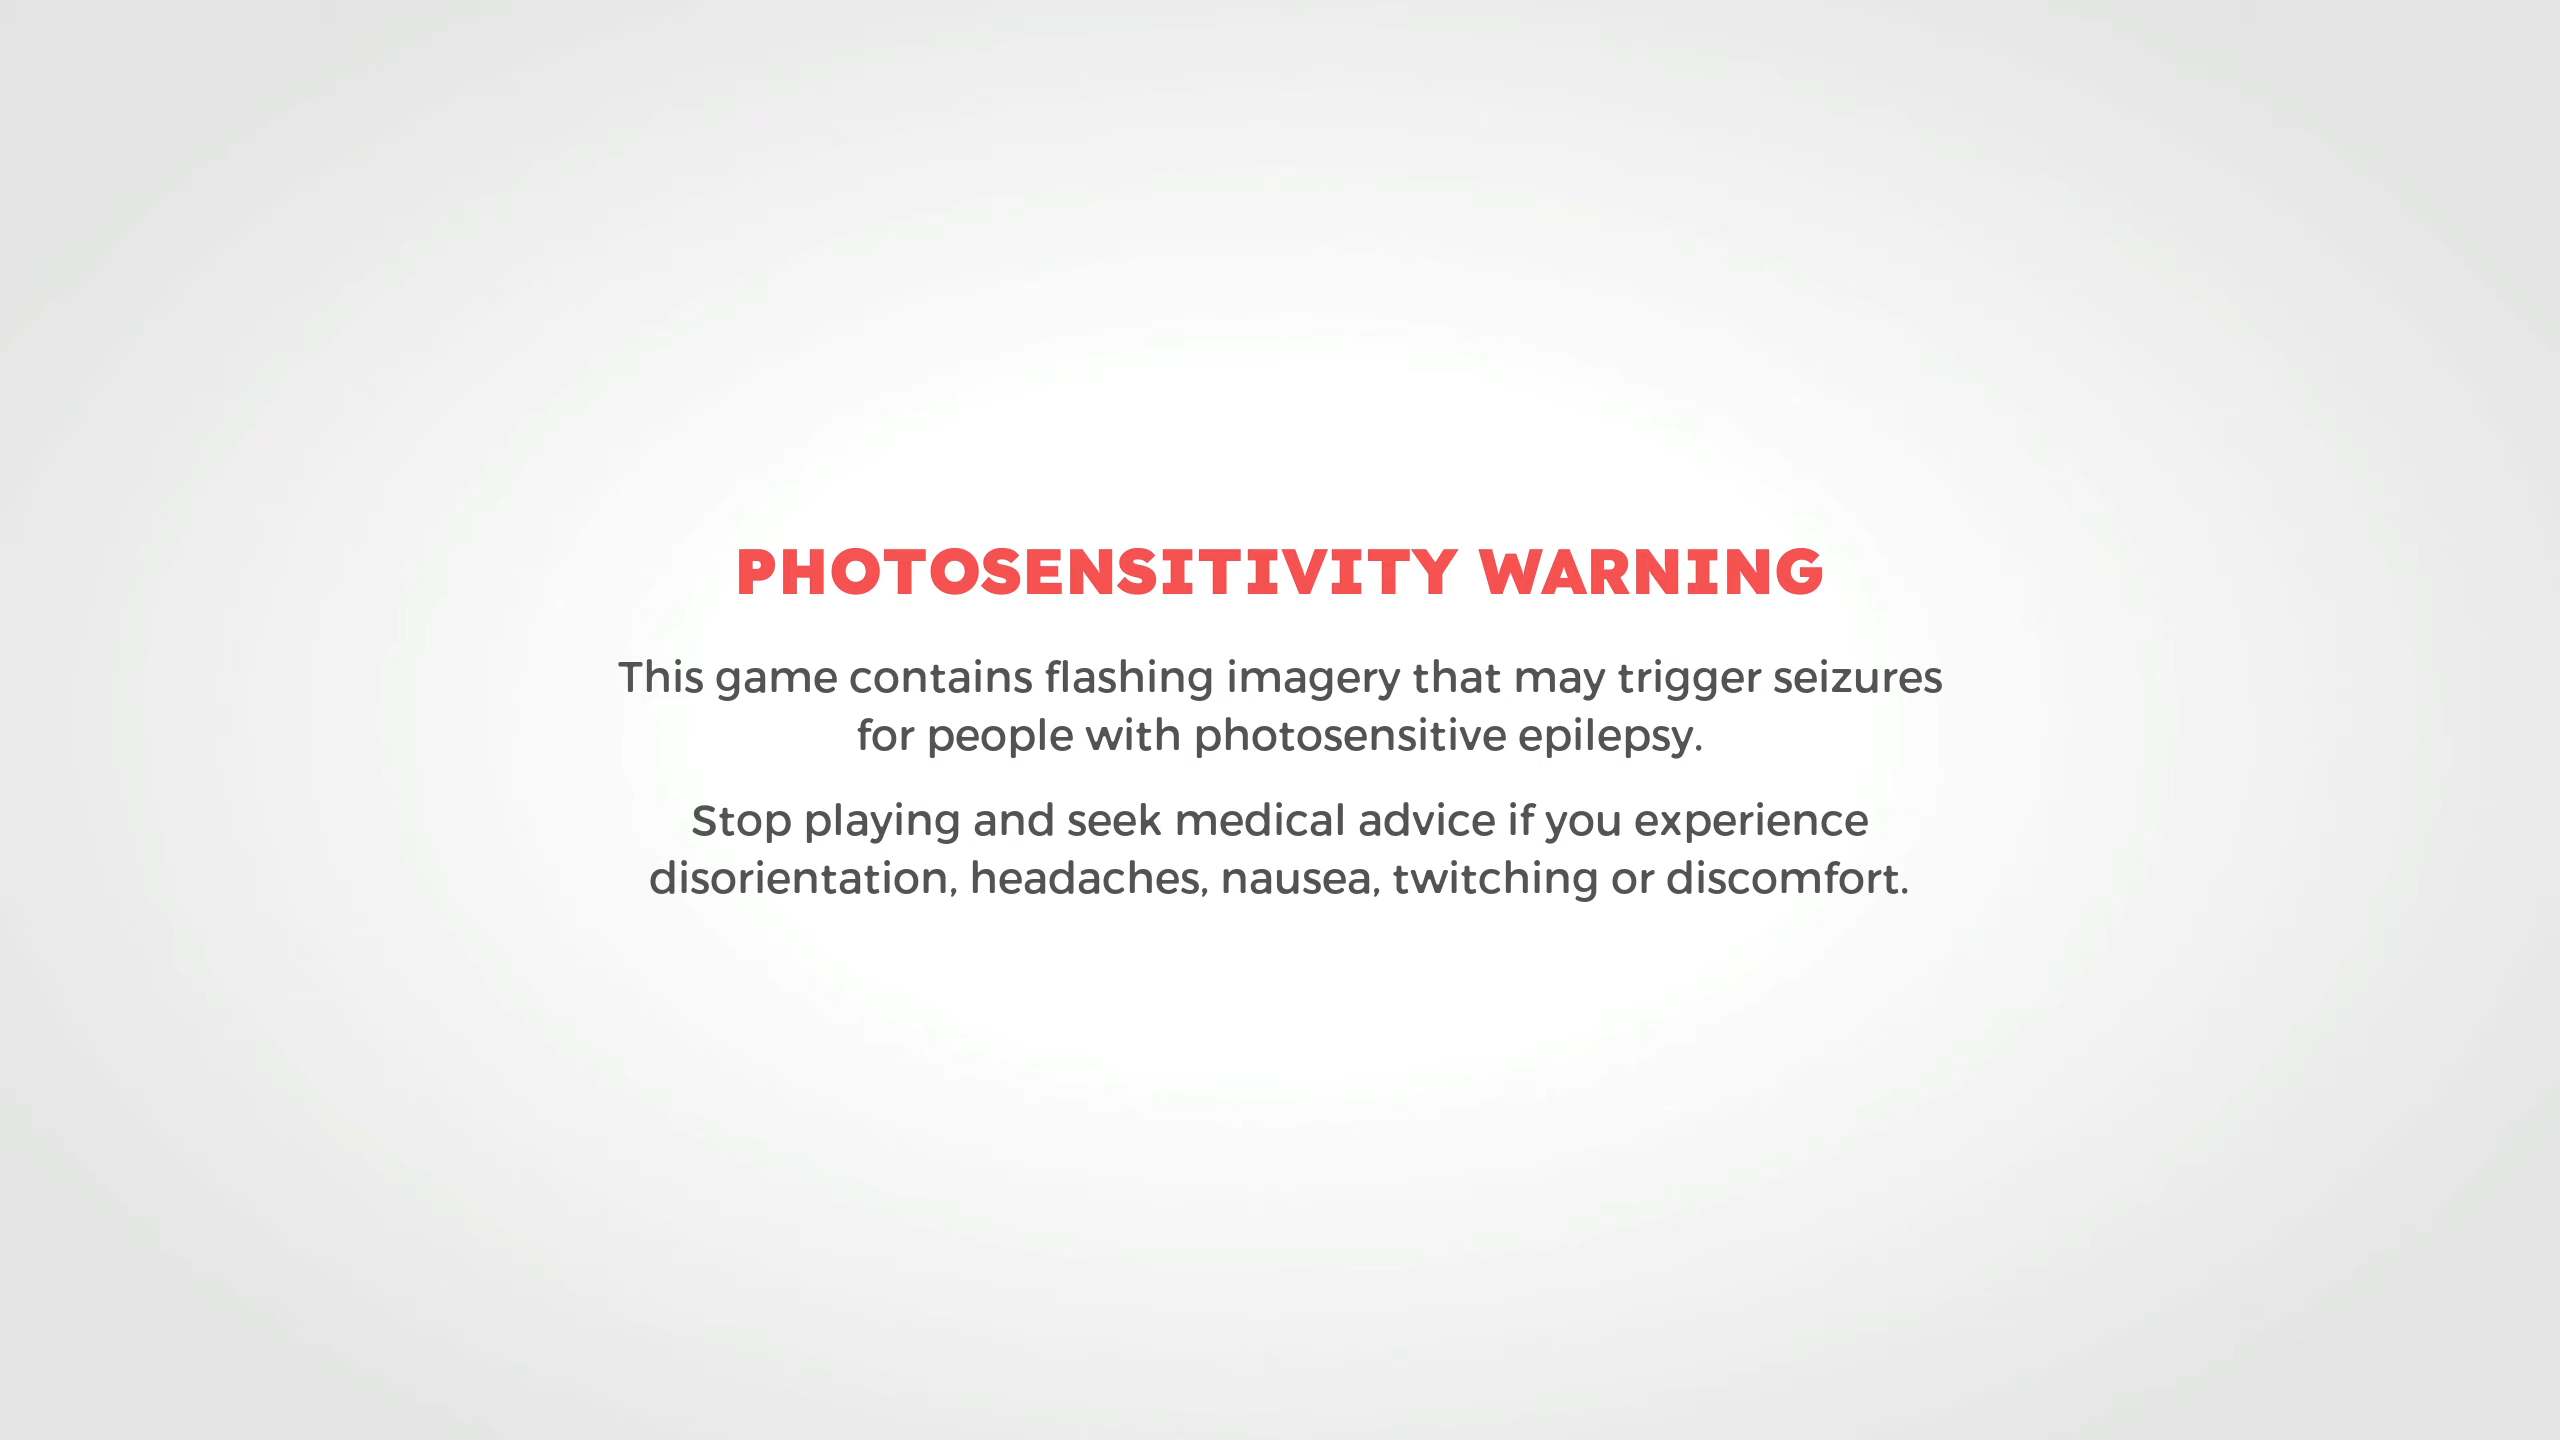 PHOTOSENSITIVITY WARNING
This game contains flashing imagery that may trigger seizures
for people with photosensitive epilepsy.
Stop playing and seek medical advice if you experience
disorientation, headaches, nausea, twitching or discomfort.